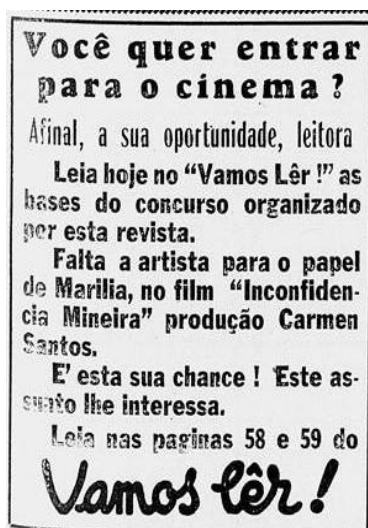 Você quer entrar
para o cinema ?
Afinal, a sua oportunidade, leitora
Leia hoje no “Vamos Lêr !” as
bases do concurso organizado
por esta revista.
Falta a artista para o papel
de Marilia, no film “Inconfiden-
cia Mineira” produção Carmen
Santos.
E' esta sua chance ! Este as-
sunto lhe interessa.
Leia nas paginas 58 e 59 do
Vamos lêr !